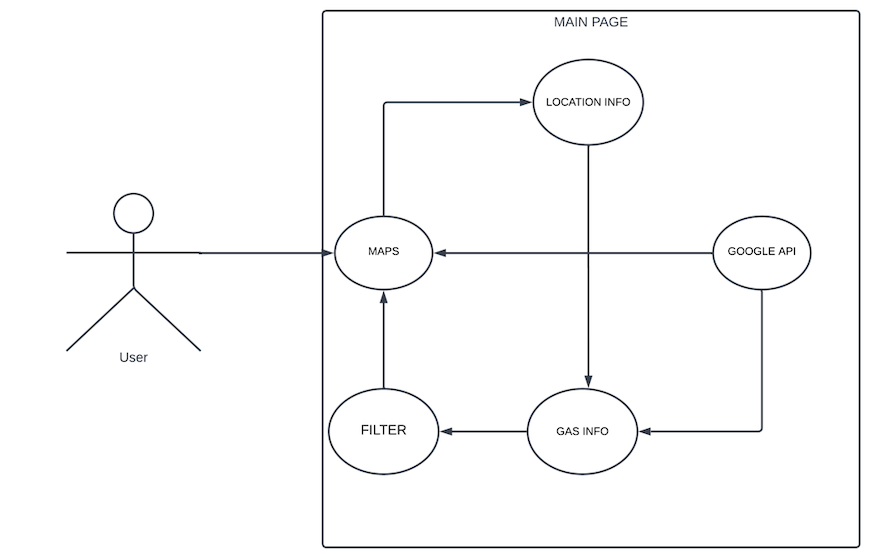 MAIN PAGE
LOCATION INFO
MAPS
GOOGLE API
User
FILTER
GAS INFO